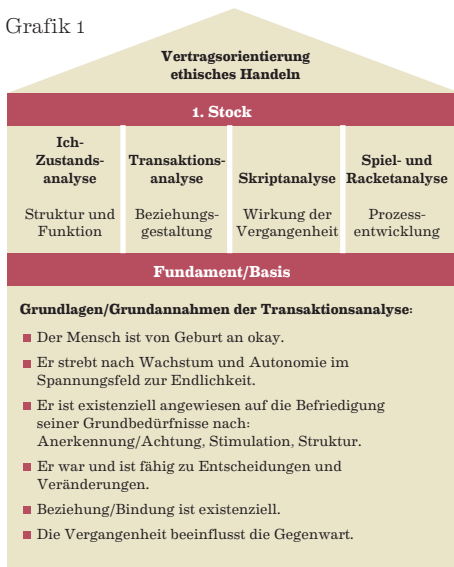 Grafik 1
Vertragsorientierung
ethisches Handeln
1. Stock
Ich-
Zustands-
analyse
Struktur und
Funktion
Transaktions-
analyse
Beziehungs-
gestaltung
Skriptanalyse
Wirkung der
Vergangenheit
Spiel- und
Racketanalyse
Prozess-
entwicklung
Fundament/Basis
Grundlagen/Grundannahmen der Transaktionsanalyse:
Der Mensch ist von Geburt an okay.
Er strebt nach Wachstum und Autonomie im
Spannungsfeld zur Endlichkeit.
Er ist existenziell angewiesen auf die Befriedigung
seiner Grundbedürfnisse nach:
Anerkennung/Achtung, Stimulation, Struktur.
Er war und ist fähig zu Entscheidungen und
Veränderungen.
Beziehung/Bindung ist existenziell.
Die Vergangenheit beeinflusst die Gegenwart.